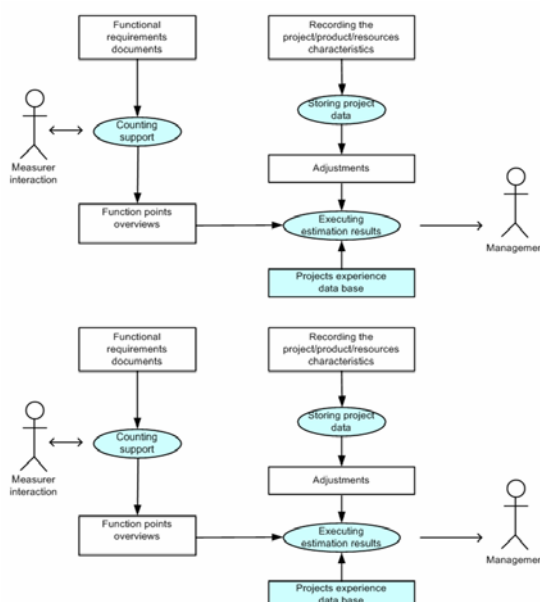 Functional
requirements
documents
Recording the
project/product/resources
characteristics
Storing project
data
Counting
support
Measurer
interaction
Adjustments
Function points
overviews
Executing
estimation results
Management
Projects experience
data base
Functional
requirements
documents
Recording the
project/product/resources
characteristics
Storing project
data
Counting
support
Measurer
interaction
Adjustments
Function points
overviews
Executing
estimation results
Management
Projects experience
data base